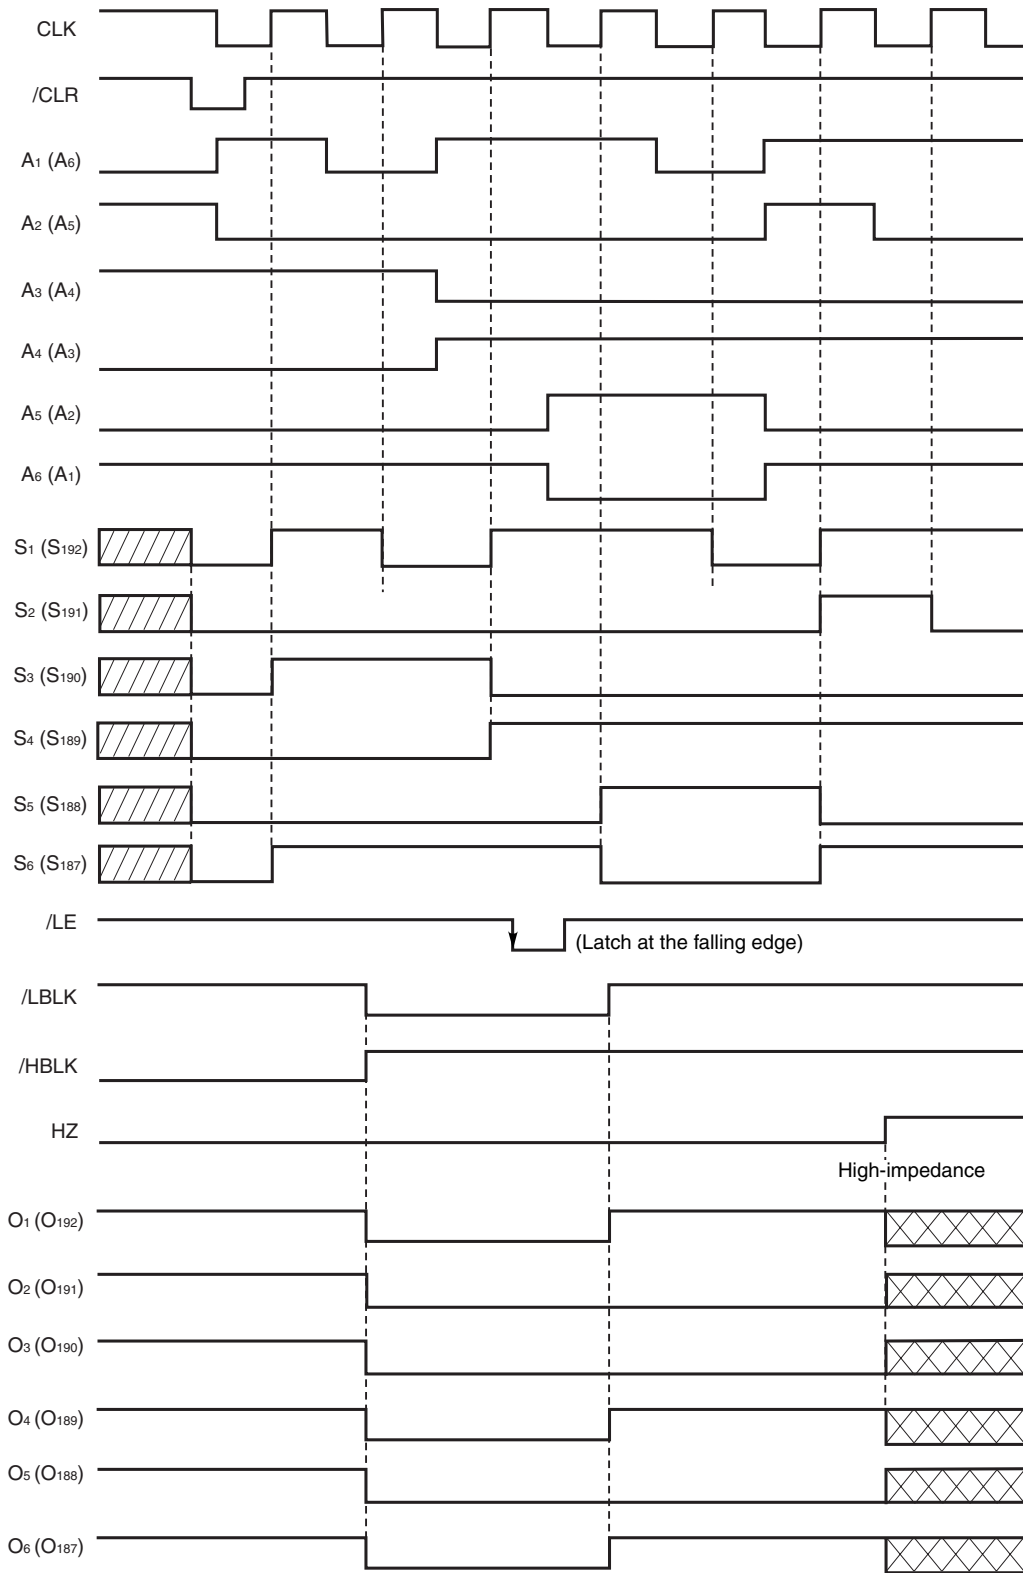 CLK
/CLR
A1 (A6)
A2 (A5)
A3 (A4)
A4 (A3)
A5 (A2)
A6 (A1)
S1 (S192)
S2 (S191)
S3 (S190)
S4 (S189)
S5 (S188)
S6 (S187)
/LE
(Latch at the falling edge)
/LBLK
/HBLK
HZ
High-impedance
O1 (O192)
O2 (O191)
O3 (O190)
O4 (O189)
O5 (O188)
O6 (O187)